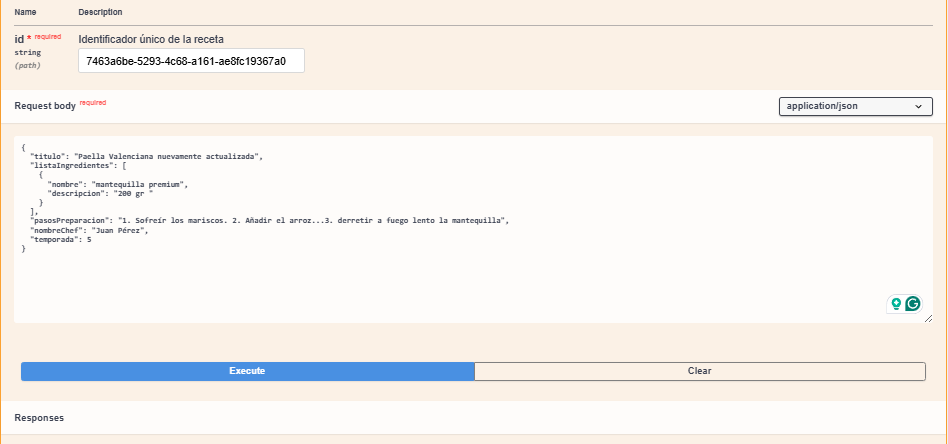 Name Description
id * required Identificador único de la receta
string
(path)
7463a6be-5293-4c68-a161-ae8fc19367a0
Request body required application/json
{
"titulo": "Paella Valenciana nuevamente actualizada",
"listaIngredientes": [
{
"nombre": "mantequilla premium",
"descripcion": "200 gr "
}
],
"pasosPreparacion": "1. Sofreír los mariscos. 2. Añadir el arroz...3. derretir a fuego lento la mantequilla",
"nombreChef": "Juan Pérez",
"temporada": 5
}
Execute Clear
Responses